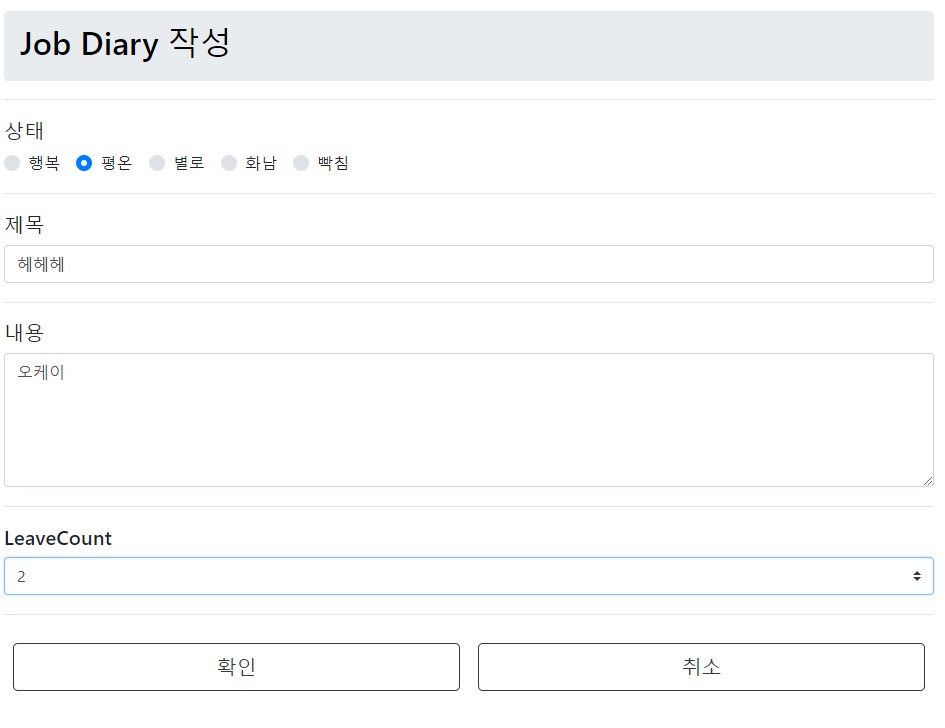 Job Diary 작성
상태
행복 평온 별로 화남 빡침
제목
헤헤헤
내용
오케이
LeaveCount
2
확인 취소